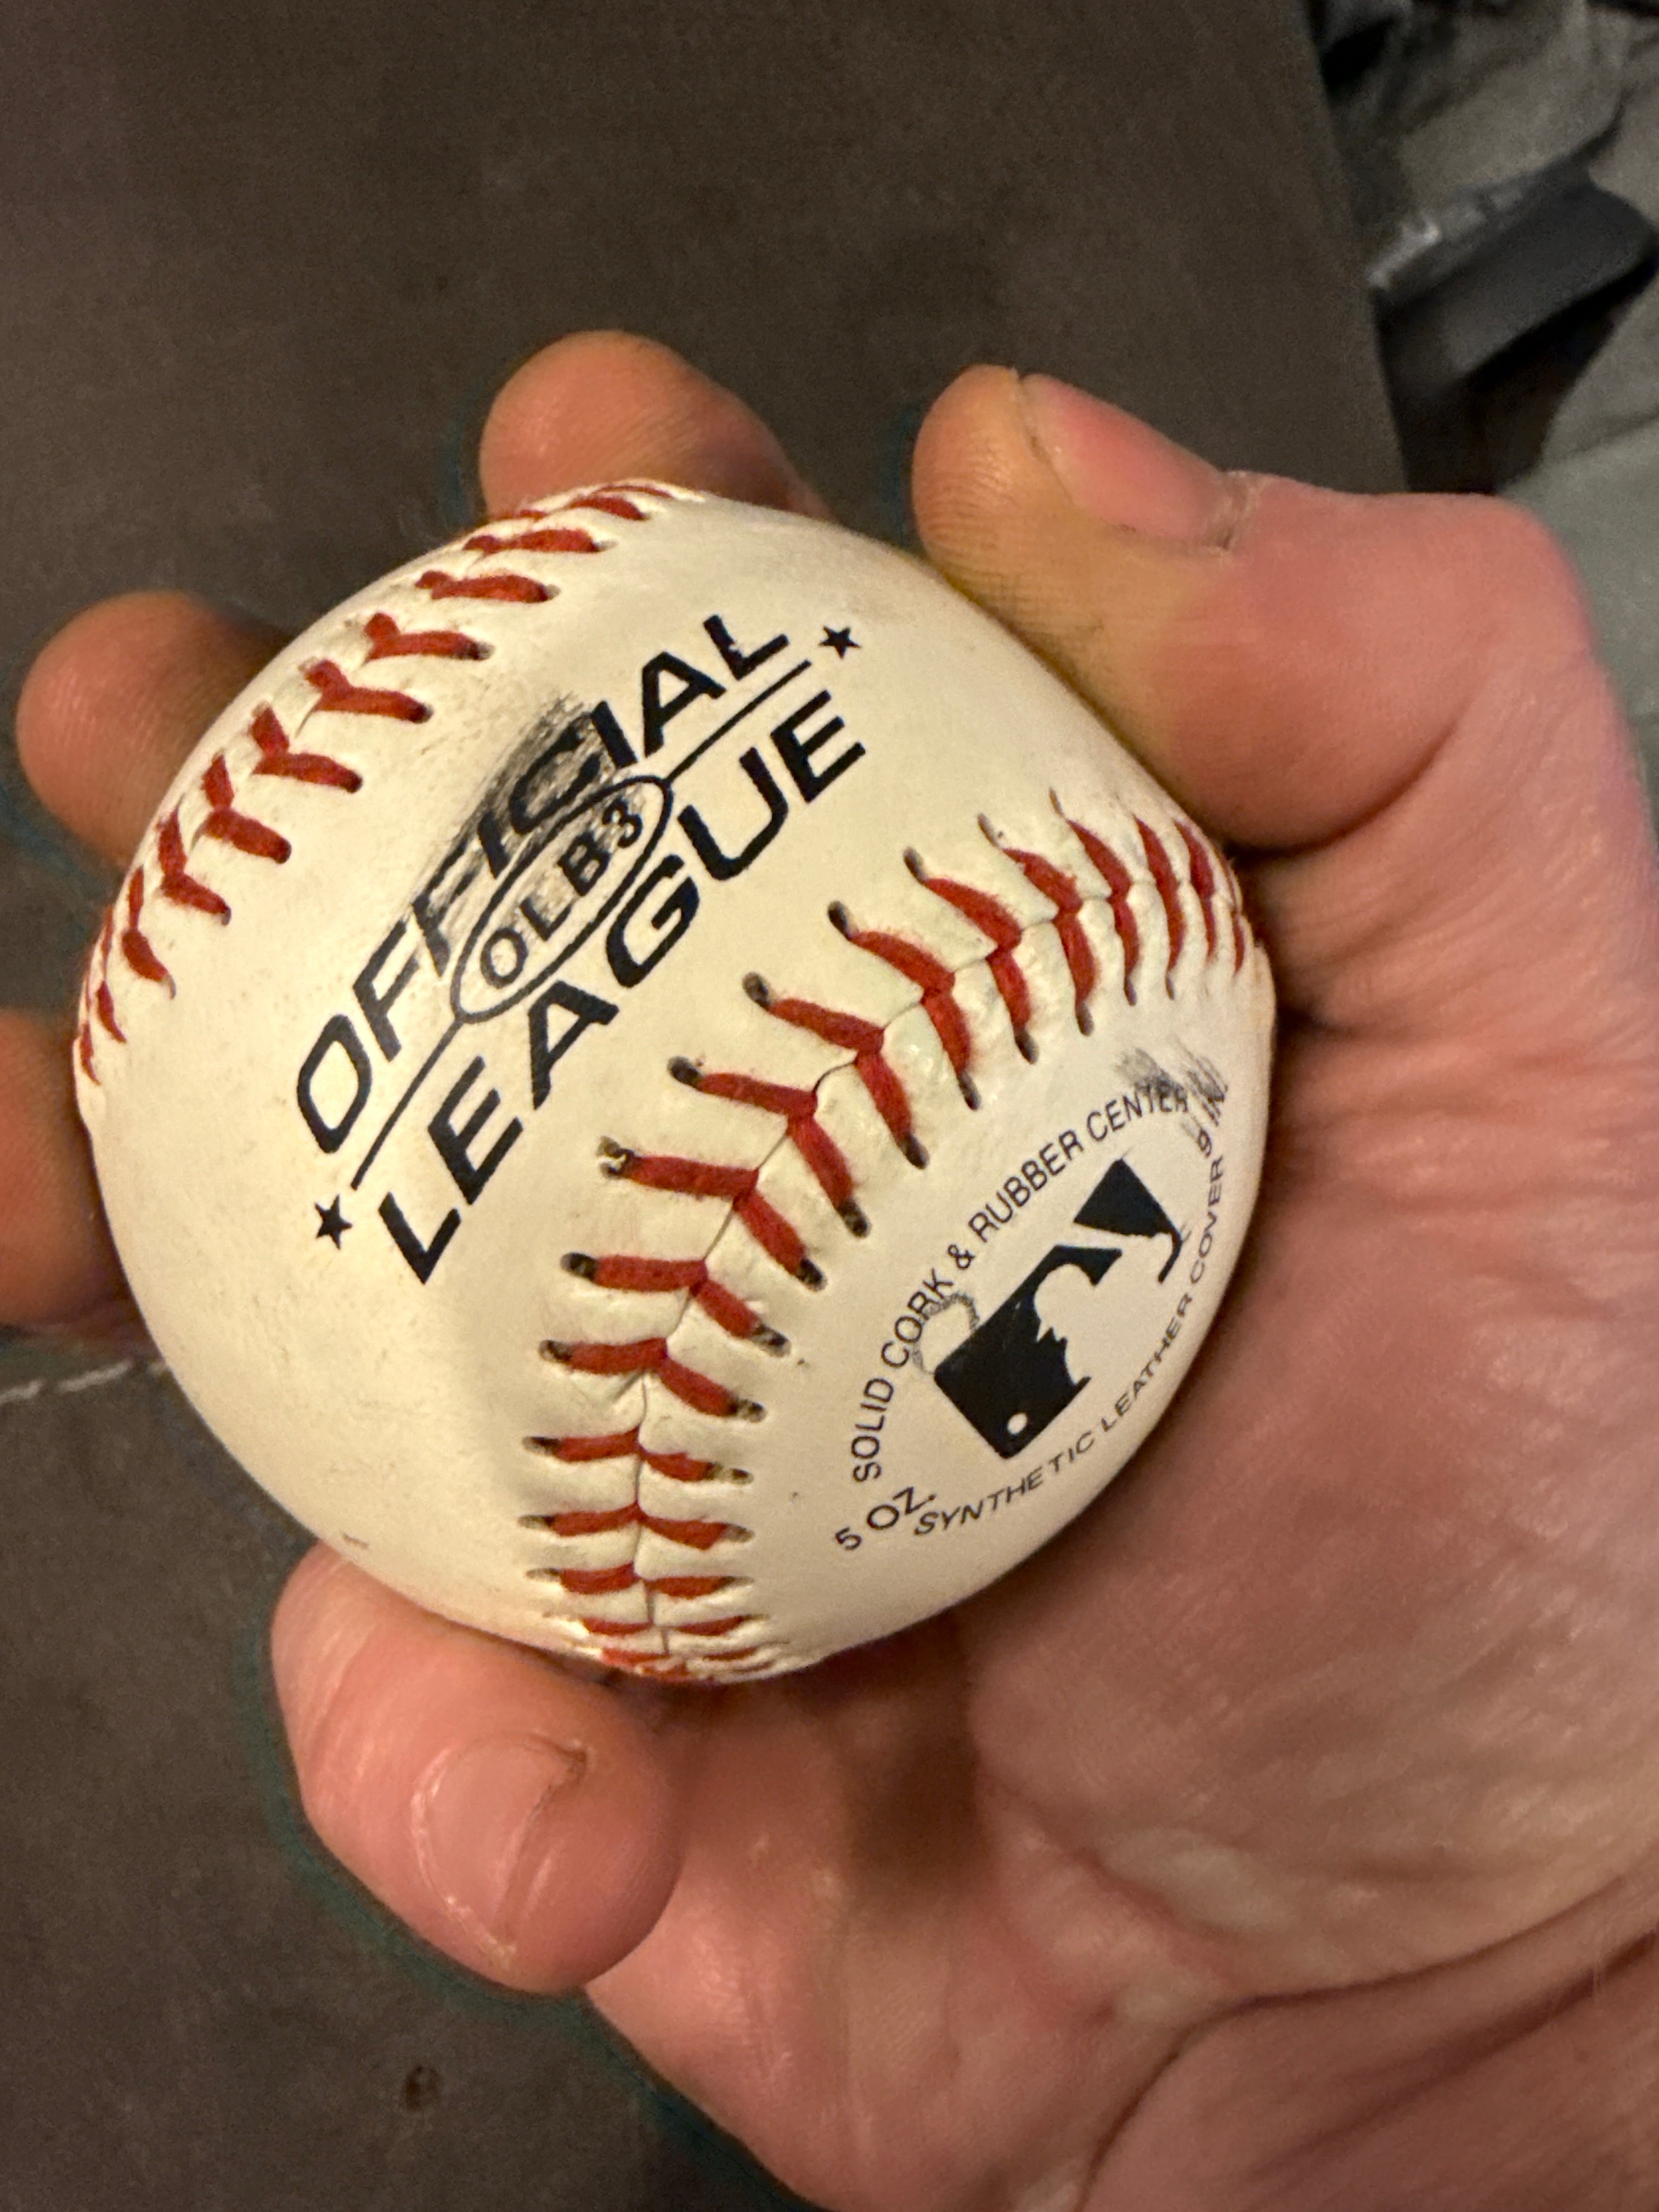 OFFICIAL
OLB3
LEAGUE
SOLID CORK & RUBBER CENTER
5 OZ.
9 IN.
SYNTHETIC LEATHER COVER